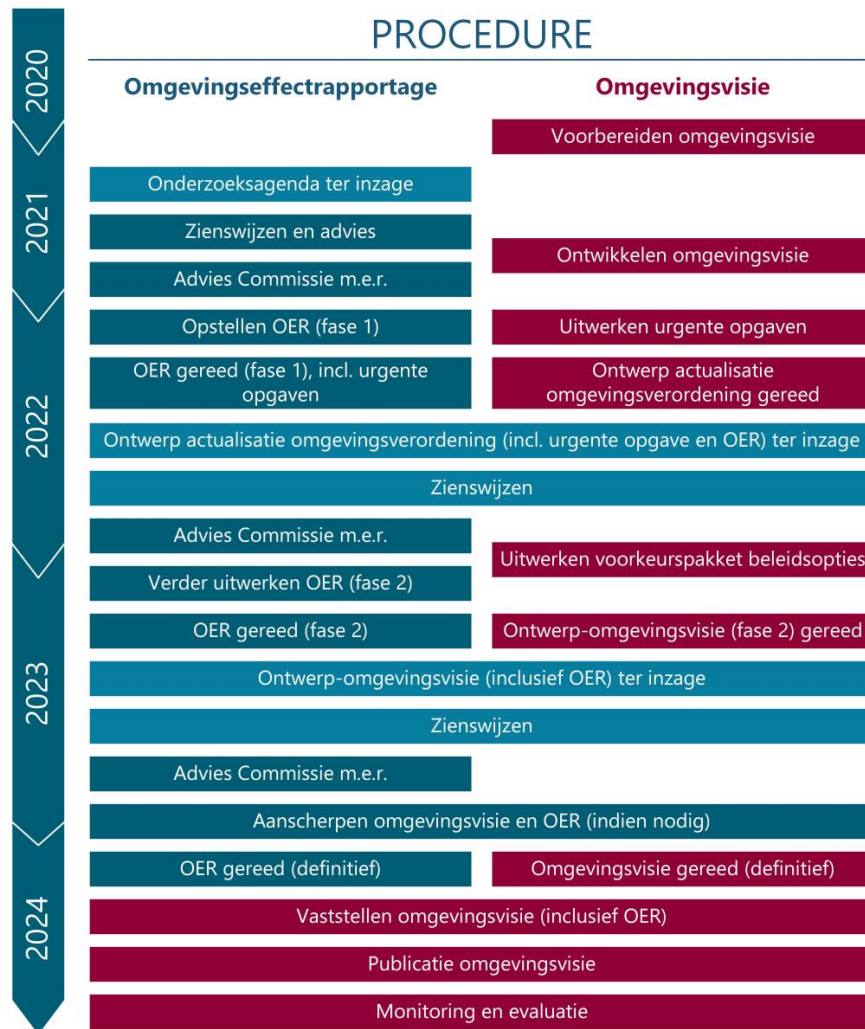 PROCEDURE
2020
Omgevingseffectrapportage
Omgevingsvisie
Voorbereiden omgevingsvisie
2021
Onderzoeksagenda ter inzage
Zienswijzen en advies
Ontwikkelen omgevingsvisie
Advies Commissie m.e.r.
2022
Opstellen OER (fase 1)
Uitwerken urgente opgaven
OER gereed (fase 1), incl. urgente
opgaven
Ontwerp actualisatie
omgevingsverordening gereed
Ontwerp actualisatie omgevingsverordening (incl. urgente opgave en OER) ter inzage
Zienswijzen
Advies Commissie m.e.r.
Uitwerken voorkeurspakket beleidsopties
2023
Verder uitwerken OER (fase 2)
OER gereed (fase 2)
Ontwerp-omgevingsvisie (fase 2) gereed
Ontwerp-omgevingsvisie (inclusief OER) ter inzage
Zienswijzen
Advies Commissie m.e.r.
Aanscherpen omgevingsvisie en OER (indien nodig)
2024
OER gereed (definitief)
Omgevingsvisie gereed (definitief)
Vaststellen omgevingsvisie (inclusief OER)
Publicatie omgevingsvisie
Monitoring en evaluatie